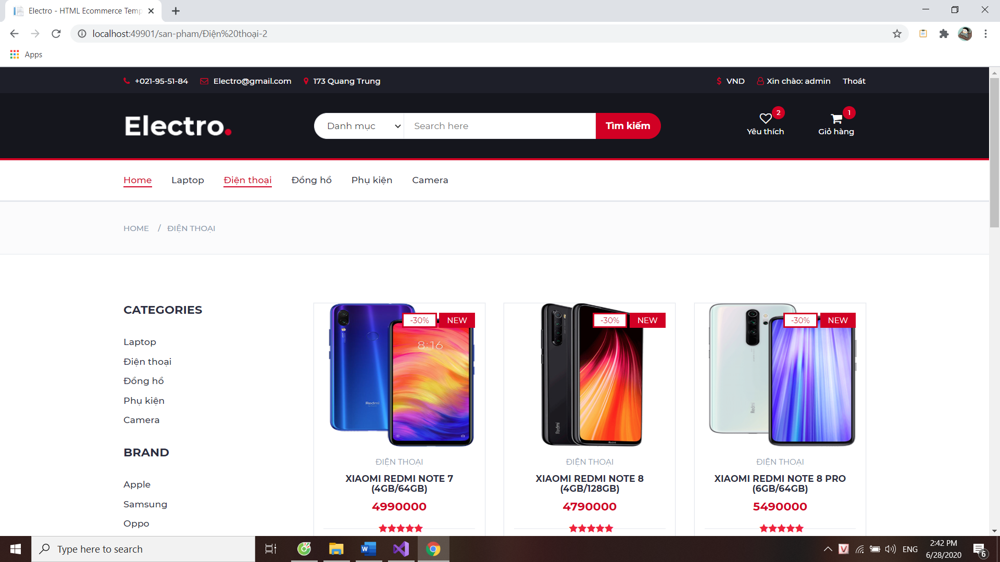 Electro - HTML Ecommerce Temp
localhost:49901/san-pham/Điện%20thoại-2
Apps
+021-95-51-84 Electro@gmail.com 173 Quang Trung
$ VND Xin chào: admin Thoát
Electro.
Danh mục Search here Tìm kiếm
2 1
Yêu thích Giỏ hàng
Home Laptop Điện thoại Đồng hồ Phụ kiện Camera
HOME / ĐIỆN THOẠI
CATEGORIES
Laptop
Điện thoại
Đồng hồ
Phụ kiện
Camera
BRAND
Apple
Samsung
Oppo
-30% NEW
8:16
Redmi
ĐIỆN THOẠI
XIAOMI REDMI NOTE 7
(4GB/64GB)
4990000
-30% NEW
Redmi
ĐIỆN THOẠI
XIAOMI REDMI NOTE 8
(4GB/128GB)
4790000
-30% NEW
Redmi
ĐIỆN THOẠI
XIAOMI REDMI NOTE 8 PRO
(6GB/64GB)
5490000
Type here to search
ENG
2:42 PM
6/28/2020
6